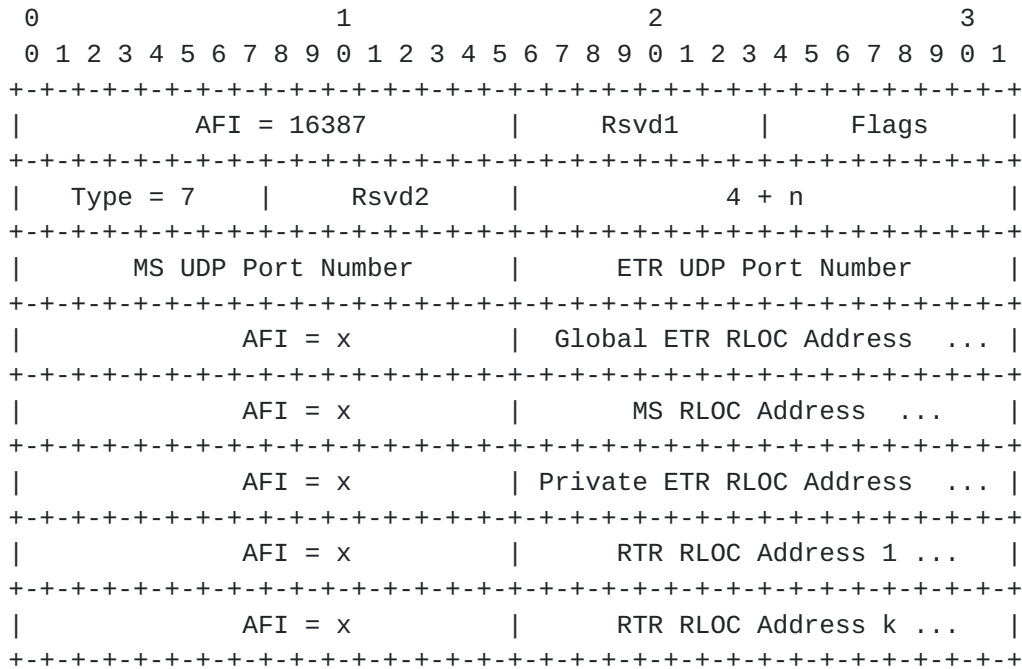 0                   1                   2                   3
 0 1 2 3 4 5 6 7 8 9 0 1 2 3 4 5 6 7 8 9 0 1 2 3 4 5 6 7 8 9 0 1
+-+-+-+-+-+-+-+-+-+-+-+-+-+-+-+-+-+-+-+-+-+-+-+-+-+-+-+-+-+-+-+-+
|           AFI = 16387         |     Rsvd1     |     Flags     |
+-+-+-+-+-+-+-+-+-+-+-+-+-+-+-+-+-+-+-+-+-+-+-+-+-+-+-+-+-+-+-+-+
|   Type = 7    |     Rsvd2     |             4 + n             |
+-+-+-+-+-+-+-+-+-+-+-+-+-+-+-+-+-+-+-+-+-+-+-+-+-+-+-+-+-+-+-+-+
|       MS UDP Port Number      |        ETR UDP Port Number      |
+-+-+-+-+-+-+-+-+-+-+-+-+-+-+-+-+-+-+-+-+-+-+-+-+-+-+-+-+-+-+-+-+
|              AFI = x          |  Global ETR RLOC Address  ... |
+-+-+-+-+-+-+-+-+-+-+-+-+-+-+-+-+-+-+-+-+-+-+-+-+-+-+-+-+-+-+-+-+
|              AFI = x          |       MS RLOC Address  ...    |
+-+-+-+-+-+-+-+-+-+-+-+-+-+-+-+-+-+-+-+-+-+-+-+-+-+-+-+-+-+-+-+-+
|              AFI = x          | Private ETR RLOC Address  ... |
+-+-+-+-+-+-+-+-+-+-+-+-+-+-+-+-+-+-+-+-+-+-+-+-+-+-+-+-+-+-+-+-+
|              AFI = x          |      RTR RLOC Address 1 ...   |
+-+-+-+-+-+-+-+-+-+-+-+-+-+-+-+-+-+-+-+-+-+-+-+-+-+-+-+-+-+-+-+-+
|              AFI = x          |      RTR RLOC Address k ...   |
+-+-+-+-+-+-+-+-+-+-+-+-+-+-+-+-+-+-+-+-+-+-+-+-+-+-+-+-+-+-+-+-+